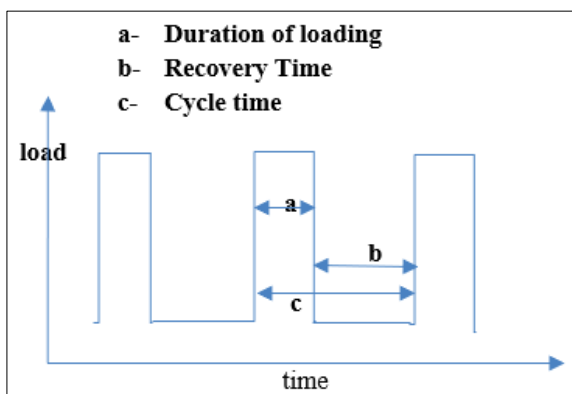 a- Duration of loading
b- Recovery Time
c- Cycle time
load
a
b
c
time